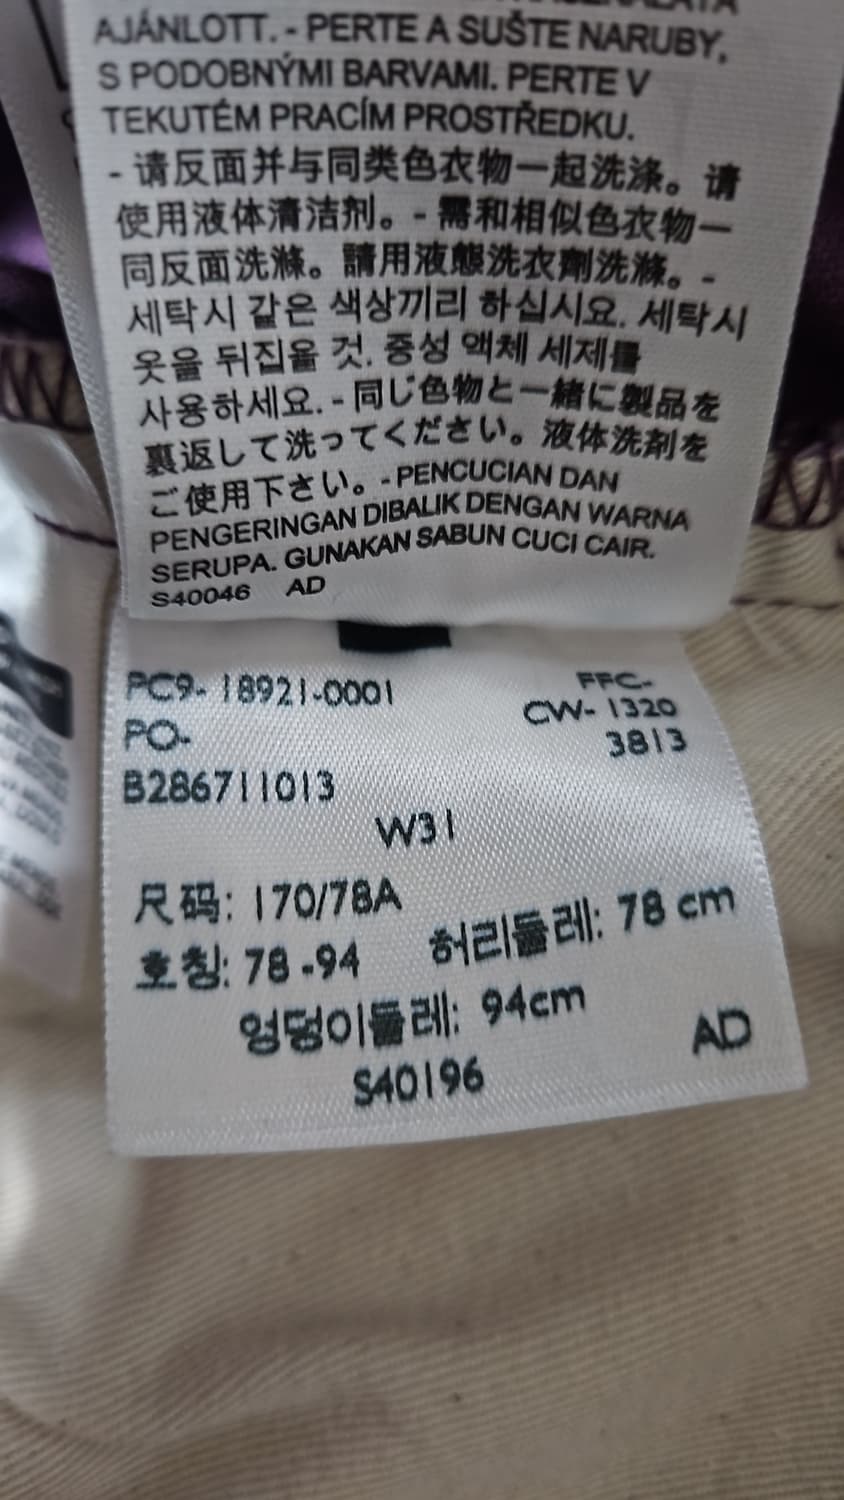 AJÁNLOTT. - PERTE A SUŠTE NARUBY,
S PODOBNÝMI BARVAMI. PERTE V
TEKUTÉM PRACÍM PROSTŘEDKU.
- 请反面并与同类色衣物一起洗涤。请
使用液体清洁剂。- 需和相似色衣物一
同反面洗滌。請用液態洗衣劑洗滌。-
세탁시 같은 색상끼리 하십시요. 세탁시
옷을 뒤집을 것. 중성 액체 세제를
사용하세요. - 同じ色物と一緒に製品を
裏返して洗ってください。液体洗剤を
ご使用下さい。- PENCUCIAN DAN
PENGERINGAN DIBALIK DENGAN WARNA
SERUPA. GUNAKAN SABUN CUCI CAIR.
S40046 AD
PC9- 18921-0001 FFC-
PO- CW- 1320
3813
B286711013
W31
尺码: 170/78A
호칭: 78 -94 허리둘레: 78 cm
엉덩이둘레: 94cm
S40196 AD